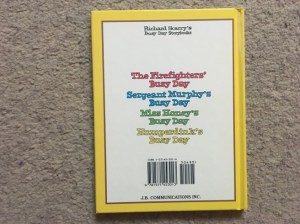 Richard Scarry's
Busy Day Storybooks
The Firefighters'
Busy Day
Sergeant Murphy's
Busy Day
Miss Honey's
Busy Day
Humperdink's
Busy Day
J.B. COMMUNICATIONS INC.